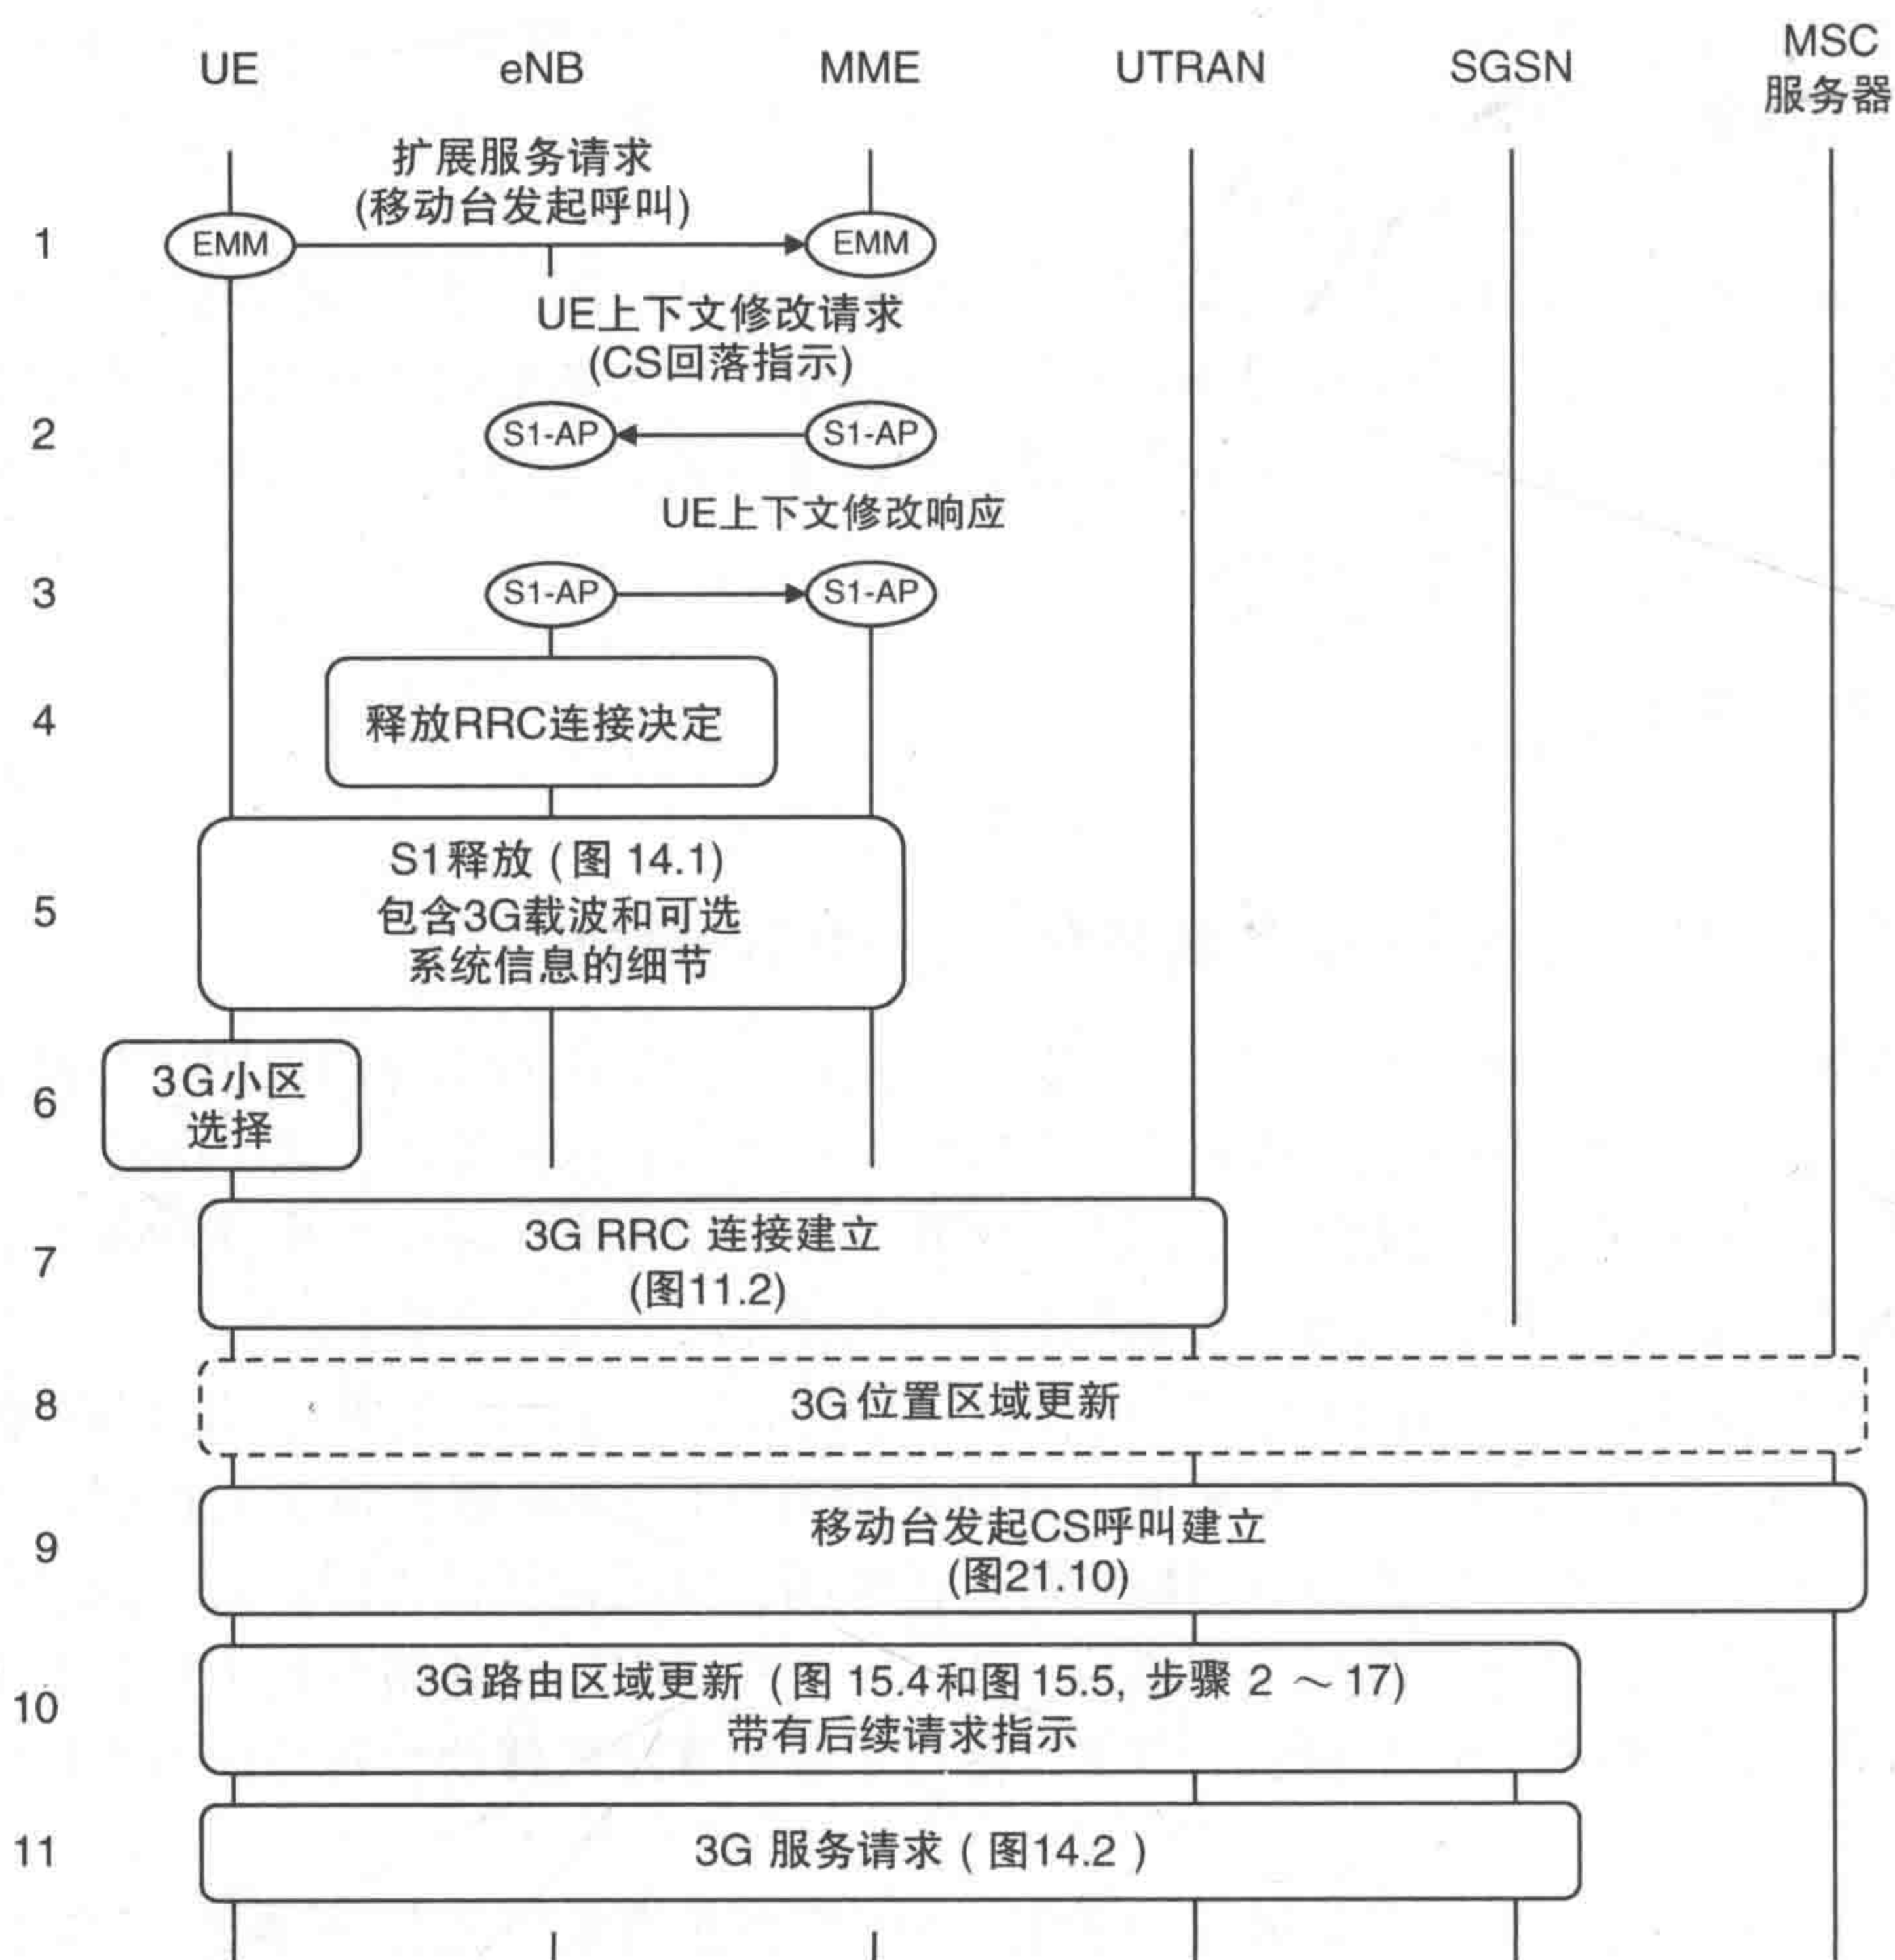 UE
eNB
MME
UTRAN
SGSN
MSC
服务器
扩展服务请求
(移动台发起呼叫)
1
EMM
EMM
UE上下文修改请求
(CS回落指示)
2
S1-AP
S1-AP
UE上下文修改响应
3
S1-AP
S1-AP
4
释放RRC连接决定
S1释放 ( 图 14.1)
5
包含3G载波和可选
系统信息的细节
6
3G小区
选择
7
3G RRC 连接建立
(图11.2)
8
3G位置区域更新
9
移动台发起CS呼叫建立
(图21.10)
10
3G路由区域更新 ( 图 15.4和图 15.5, 步骤 2 ～ 17)
带有后续请求指示
11
3G 服务请求 ( 图14.2 )